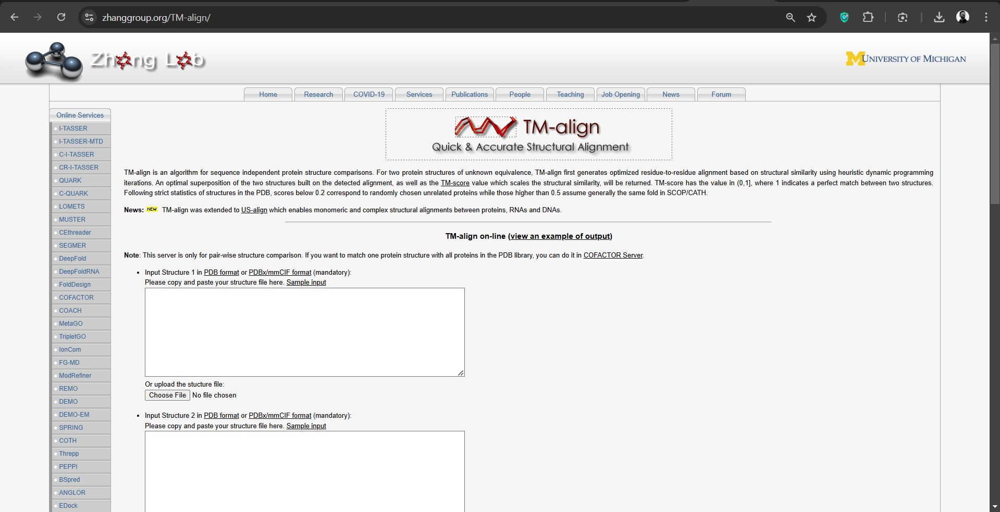 zhanggroup.org/TM-align/
Zhang Lab
M UNIVERSITY OF MICHIGAN
Home
Research
COVID-19
Services
Publications
People
Teaching
Job Opening
News
Forum
Online Services
I-TASSER
I-TASSER-MTD
C-I-TASSER
CR-I-TASSER
QUARK
C-QUARK
LOMETS
MUSTER
CEthreader
SEGMER
DeepFold
DeepFoldRNA
FoldDesign
COFACTOR
COACH
MetaGO
TripletGO
IonCom
FG-MD
ModRefiner
REMO
DEMO
DEMO-EM
SPRING
COTH
Threpp
PEPPI
BSpred
ANGLOR
EDock
TM-align
Quick & Accurate Structural Alignment
TM-align is an algorithm for sequence independent protein structure comparisons. For two protein structures of unknown equivalence, TM-align first generates optimized residue-to-residue alignment based on structural similarity using heuristic dynamic programming
iterations. An optimal superposition of the two structures built on the detected alignment, as well as the TM-score value which scales the structural similarity, will be returned. TM-score has the value in (0,1], where 1 indicates a perfect match between two structures.
Following strict statistics of structures in the PDB, scores below 0.2 correspond to randomly chosen unrelated proteins while those higher than 0.5 assume generally the same fold in SCOP/CATH.
News: NEW TM-align was extended to US-align which enables monomeric and complex structural alignments between proteins, RNAs and DNAs.
TM-align on-line (view an example of output)
Note: This server is only for pair-wise structure comparison. If you want to match one protein structure with all proteins in the PDB library, you can do it in COFACTOR Server.
• Input Structure 1 in PDB format or PDBx/mmCIF format (mandatory):
Please copy and paste your structure file here. Sample input
Or upload the stucture file:
Choose File No file chosen
• Input Structure 2 in PDB format or PDBx/mmCIF format (mandatory):
Please copy and paste your structure file here. Sample input